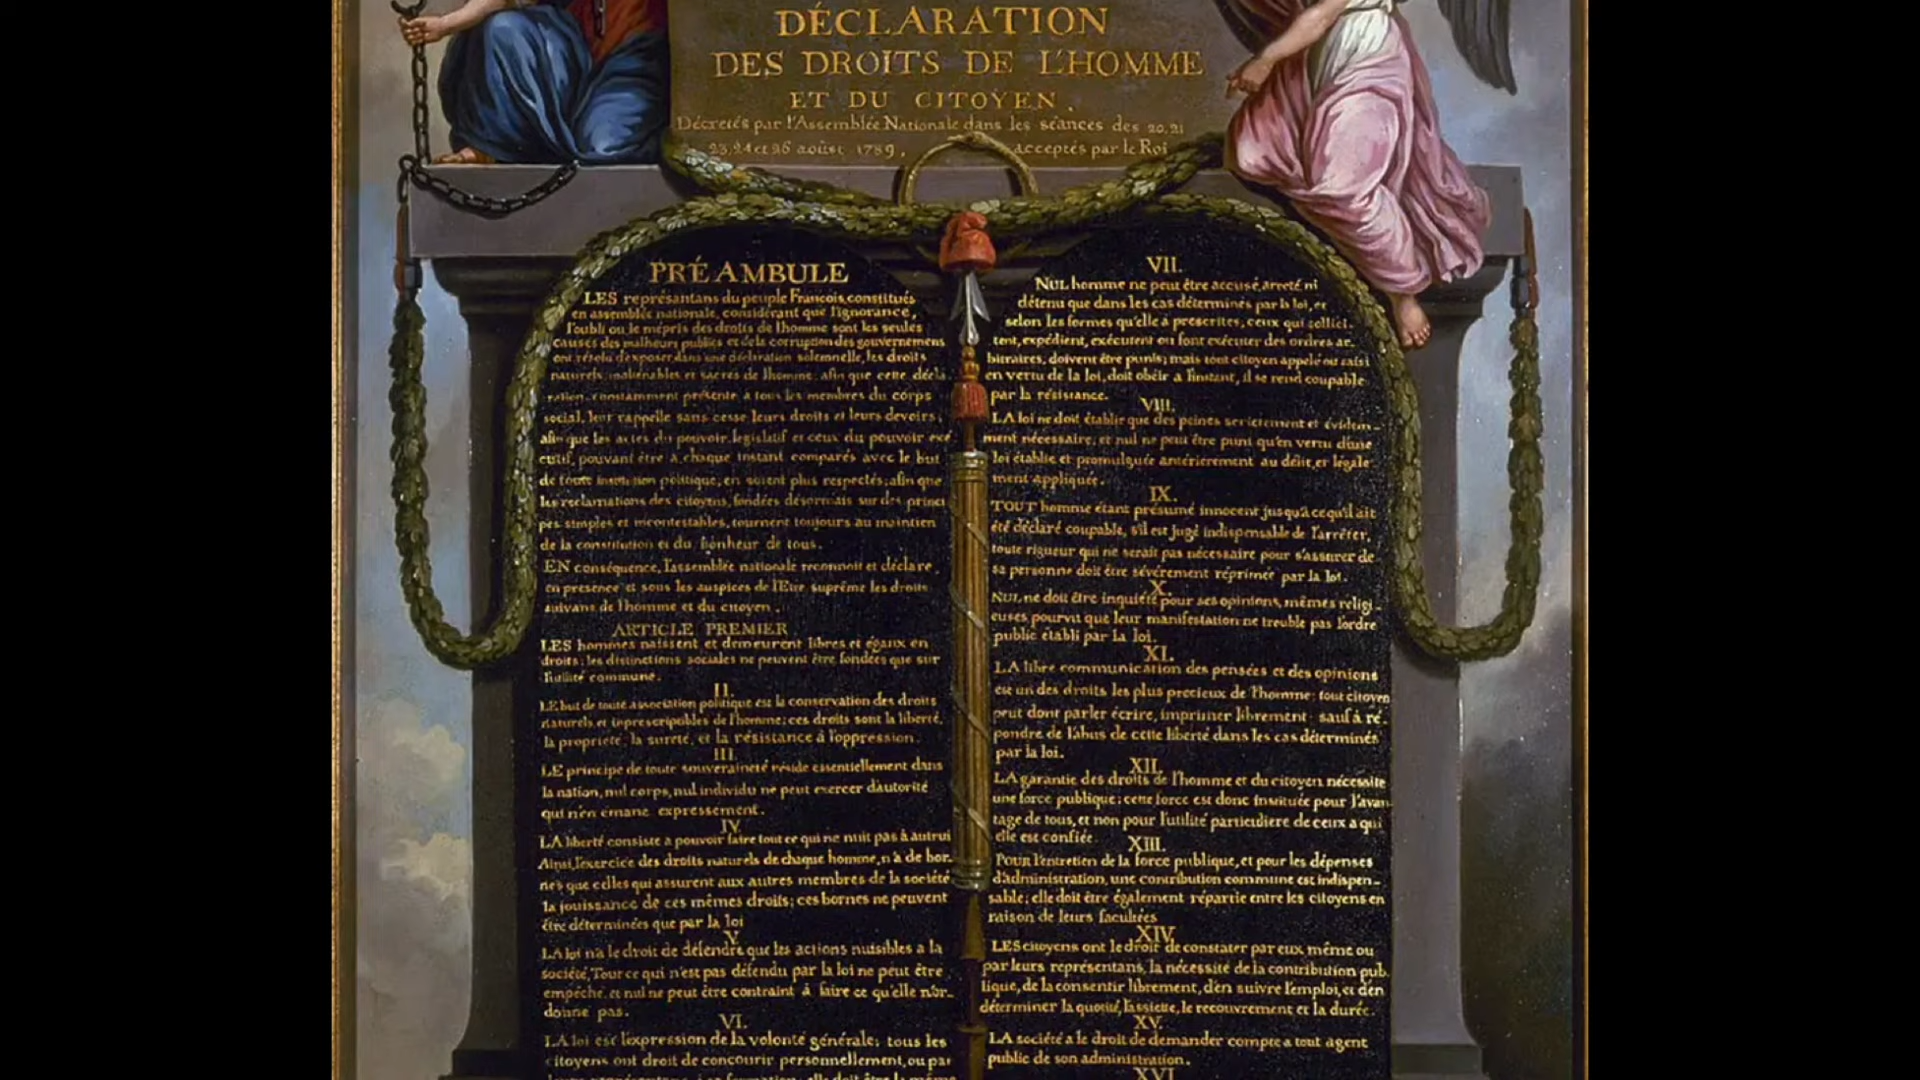 DÉCLARATION
DES DROITS DE L'HOMME
ET DU CITOYEN,
Décretés par l'Assemblée Nationale dans les séances des 20.21
23.24 et 26 août 1789, acceptés par le Roi
PRÉAMBULE
LES représantans du peuple François, constitués
en assemblée nationale, considérant que l'ignorance,
l'oubli ou le mépris des droits de l'homme sont les seules
causes des malheurs publics et de la corruption des gouvernemens
ont résolu d'exposer dans une déclaration solemnelle, les droits
naturels, inaliénables et sacrés de l'homme; afin que cette décla
ration, constamment présente à tous les membres du corps
social, leur rappelle sans cesse leurs droits et leurs devoirs,
afin que les actes du pouvoir législatif et ceux du pouvoir exé
cutif, pouvant être à chaque instant comparés avec le but
de toute institution politique, en soient plus respectés; afin que
les reclamations des citoyens, fondées désormais sur des princi
pes simples et incontestables, tournent toujours au maintien
de la constitution et du bonheur de tous.
EN conséquence, l'assemblée nationale reconnoit et déclare,
en presence et sous les auspices de l'Etre suprême les droits
suivans de l'homme et du citoyen.
ARTICLE PREMIER
LES hommes naissent et demeurent libres et égaux en
droits; les distinctions sociales ne peuvent être fondées que sur
l'utilité commune.
II.
LE but de toute association politique est la conservation des droits
naturels et inprescriptibles de l'homme; ces droits sont la liberté,
la propriété, la sureté, et la résistance à l'oppression.
III.
LE principe de toute souveraineté réside essentiellement dans
la nation, nul corps, nul individu ne peut exercer d'autorité
qui n'en emane expressément.
IV.
LA liberté consiste a pouvoir faire tout ce qui ne nuit pas à autrui
Ainsi, l'exercice des droits naturels de chaque homme, n'a de bor-
nes que celles qui assurent aux autres membres de la société
la jouissance de ces mêmes droits; ces bornes ne peuvent
être déterminées que par la loi
V.
LA loi n'a le droit de défendre que les actions nuisibles a la
société, Tout ce qui n'est pas défendu par la loi ne peut être
empêché, et nul ne peut être contraint à faire ce qu'elle n'or-
donne pas.
VI.
LA loi est l'expression de la volonté générale; tous les
citoyens ont droit de concourir personnellement, ou par
VII.
NUL homme ne peut être accusé, arreté ni
détenu que dans les cas déterminés par la loi, et
selon les formes qu'elle à prescrites, ceux qui sollici-
tent, expédient, exécutent ou font exécuter des ordres ar-
bitraires, doivent être punis; mais tout citoyen appelé ou saisi
en vertu de la loi, doit obéir a l'instant, il se rend coupable
par la résistance.
VIII.
LA loi ne doit établir que des peines strictement et évidem-
ment nécessaire, et nul ne peut être puni qu'en vertu d'une
loi établie et promulguée antérierement au délit, et légale
ment appliquée.
IX.
TOUT homme étant présumé innocent jusqu'à ce qu'il ait
été déclaré coupable, s'il est jugé indispensable de l'arrêter,
toute rigueur qui ne serait pas nécessaire pour s'assurer de
sa personne doit être sévérement réprimée par la loi.
X.
NUL ne doit être inquiété pour ses opinions, mêmes religi-
euses pourvu que leur manifestation ne trouble pas l'ordre
public établi par la loi.
XI.
LA libre communication des pensées et des opinions
est un des droits les plus precieux de l'homme; tout citoyen
peut dont parler écrire, imprimer librement; sauf à ré-
pondre de l'abus de cette liberté dans les cas déterminés
par la loi.
XII.
LA garantie des droits de l'homme et du citoyen nécessite
une force publique; cette force est donc instituée pour l'avan-
tage de tous, et non pour l'utilité particuliere de ceux a qui
elle est confiée.
XIII.
POUR l'entretien de la force publique, et pour les dépenses
d'administration, une contribution commune est indispen-
sable; elle doit être également répartie entre les citoyens en
raison de leurs facultées
XIV.
LES citoyens ont le droit de constater par eux même ou
par leurs représentans, la nécessité de la contribution pub-
lique, de la consentir librement, d'en suivre l'emploi, et d'en
déterminer la quotité, l'assiette, le recouvrement et la durée.
XV.
LA société a le droit de demander compte a tout agent
public de son administration.
XVI.